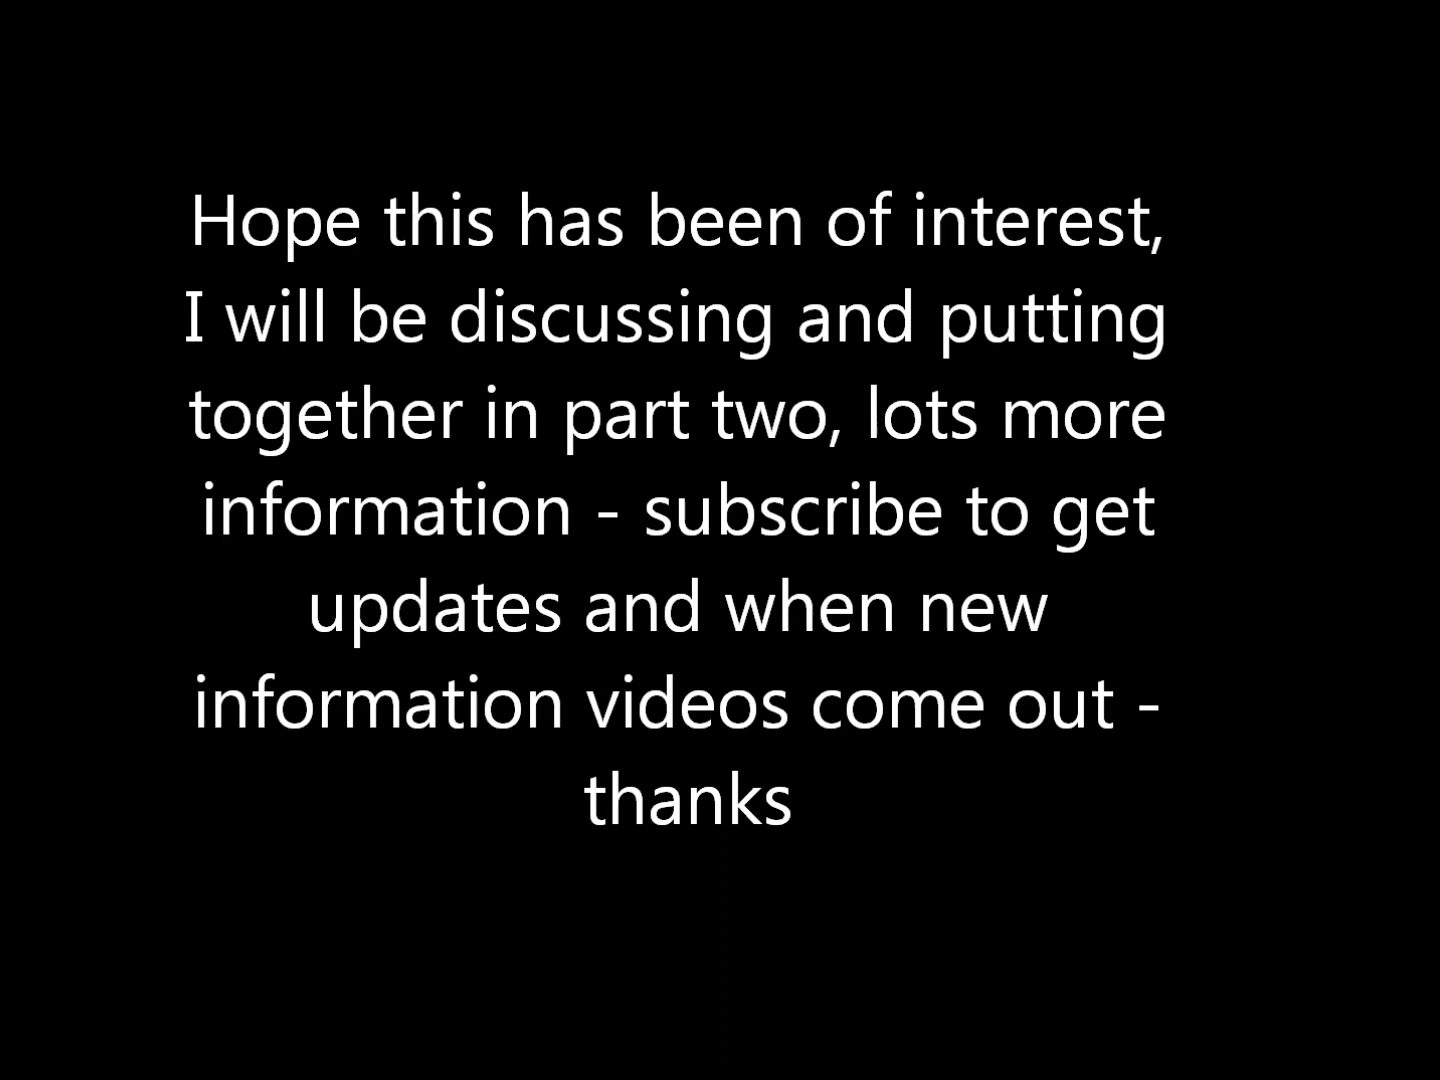 Hope this has been of interest,
I will be discussing and putting
together in part two, lots more
information - subscribe to get
updates and when new
information videos come out -
thanks